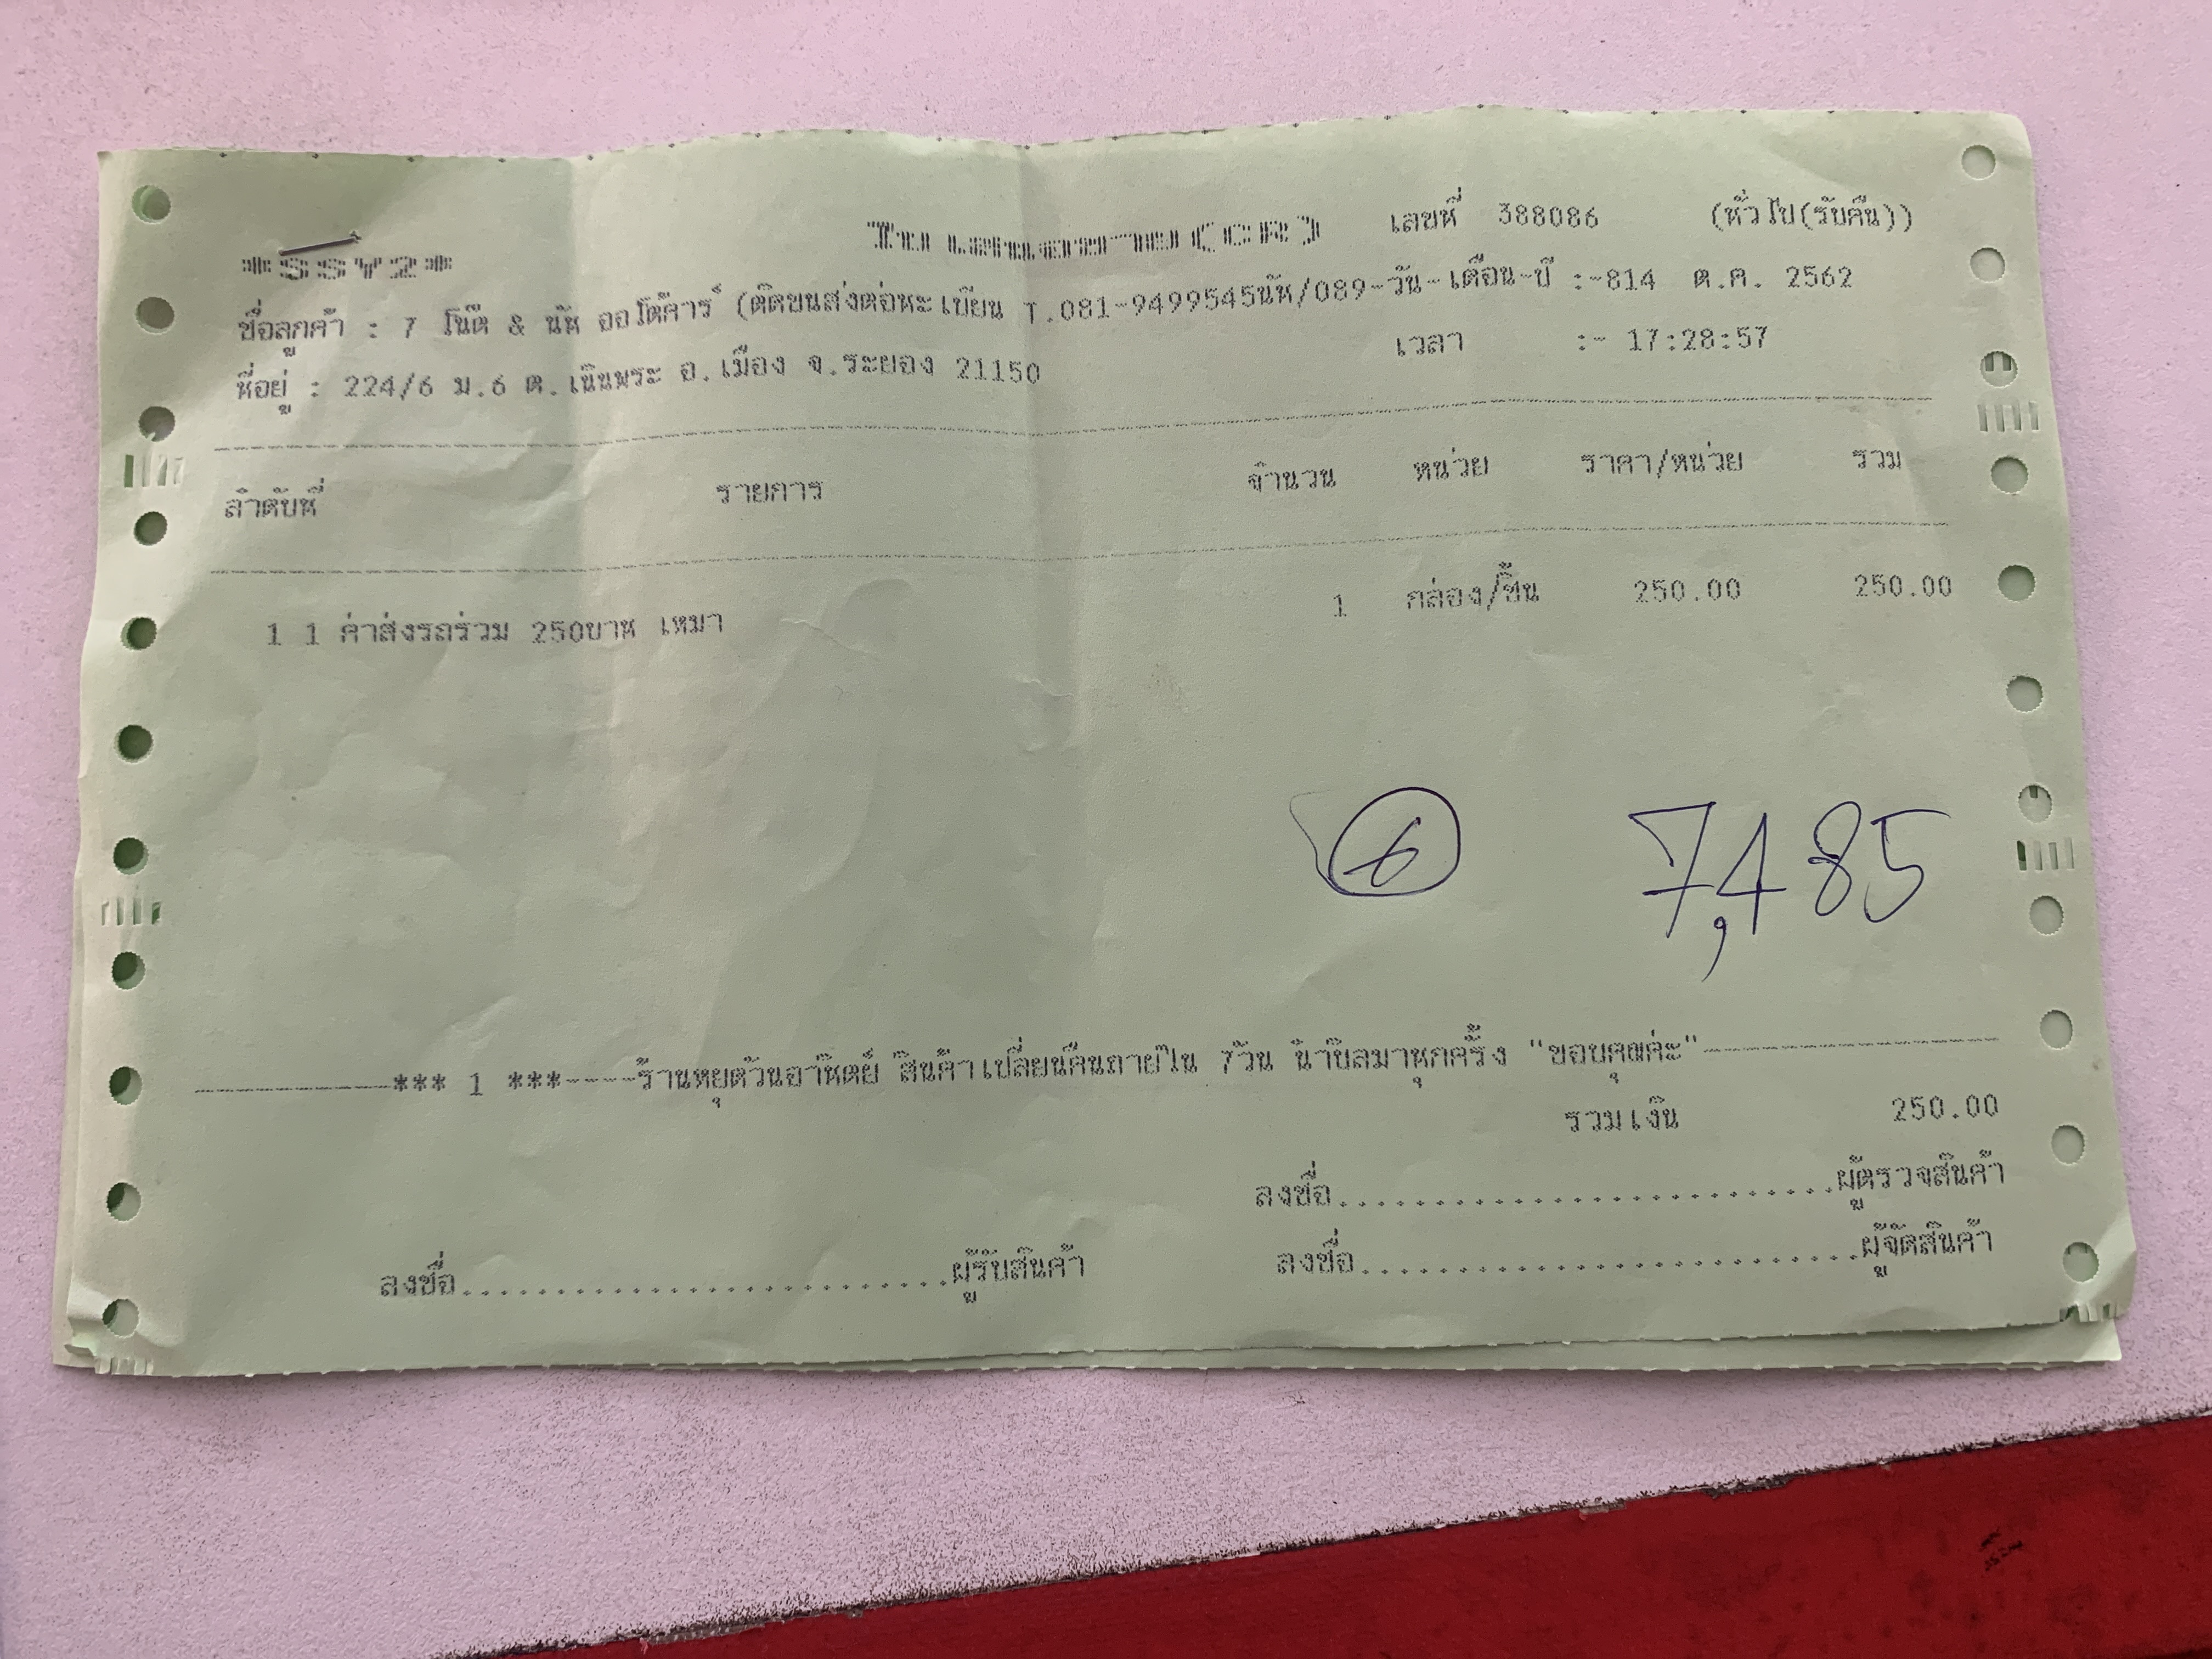 *SSY2*
ใบเสนอราคา(CR) เลขที่ 388086 (ทั่วไป(รับคืน))
ชื่อลูกค้า : 7 โน๊ต & นัท ออโต้คาร์ (ติดขนส่งต่อทะเบียน T.081-9499545นัท/089-วัน-เดือน-ปี :-814 ต.ค. 2562
ที่อยู่ : 224/6 ม.6 ต.เนินพระ อ.เมือง จ.ระยอง 21150 เวลา :- 17:28:57
ลำดับที่ รายการ จำนวน หน่วย ราคา/หน่วย รวม
1 1 ค่าส่งรถร่วม 250บาท เหมา 1 กล่อง/ชิ้น 250.00 250.00
6 7,485
*** 1 ***----ร้านหยุดวันอาทิตย์ สินค้าเปลี่ยนคืนภายใน 7วัน นำบิลมาทุกครั้ง "ขอบคุณค่ะ"
รวมเงิน 250.00
ลงชื่อ..........................ผู้ตรวจสินค้า
ลงชื่อ..........................ผู้รับสินค้า ลงชื่อ..........................ผู้จัดสินค้า